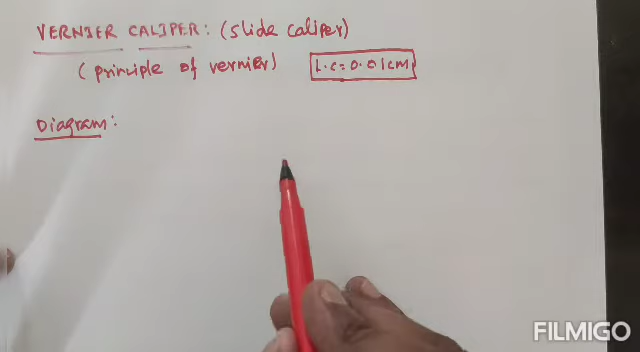 VERNIER CALIPER: (slide caliper)
(principle of vernier) L.C=0.01CM
Diagram:
FILMIGO